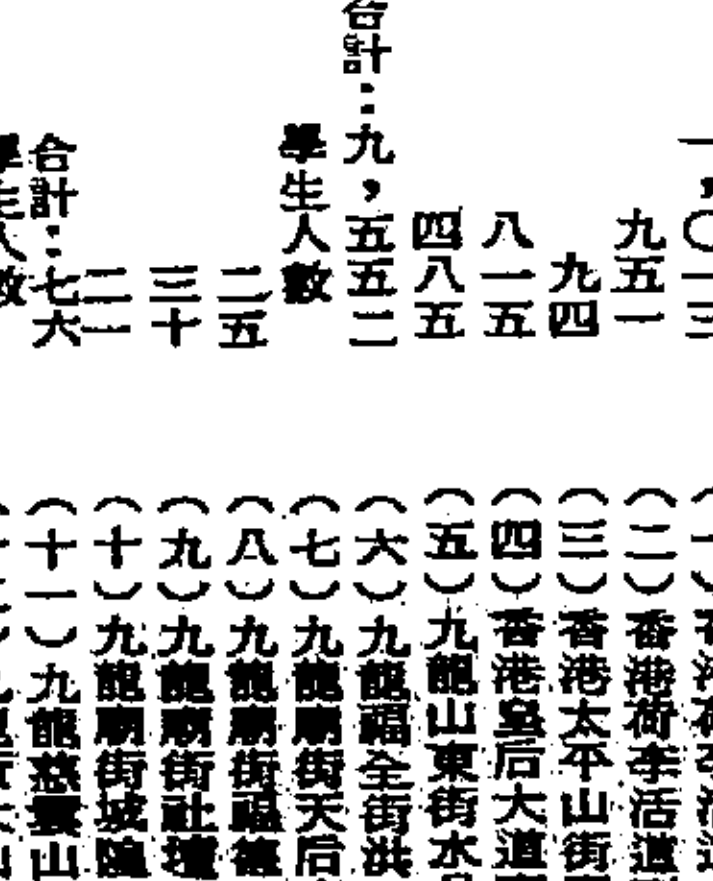 一，〇一三
九五一
九四
八一五
四八五
合計：九，五五二
學生人數
二五
三十
二一
合計：七六
學生人數
（二）香港荷李活道
（三）香港太平山街
（四）香港皇后大道
（五）九龍山東街水
（六）九龍福全街洪
（七）九龍廟街天后
（八）九龍廟街福德
（九）九龍廟街社壇
（十）九龍廟街城隍
（十一）九龍慈雲山